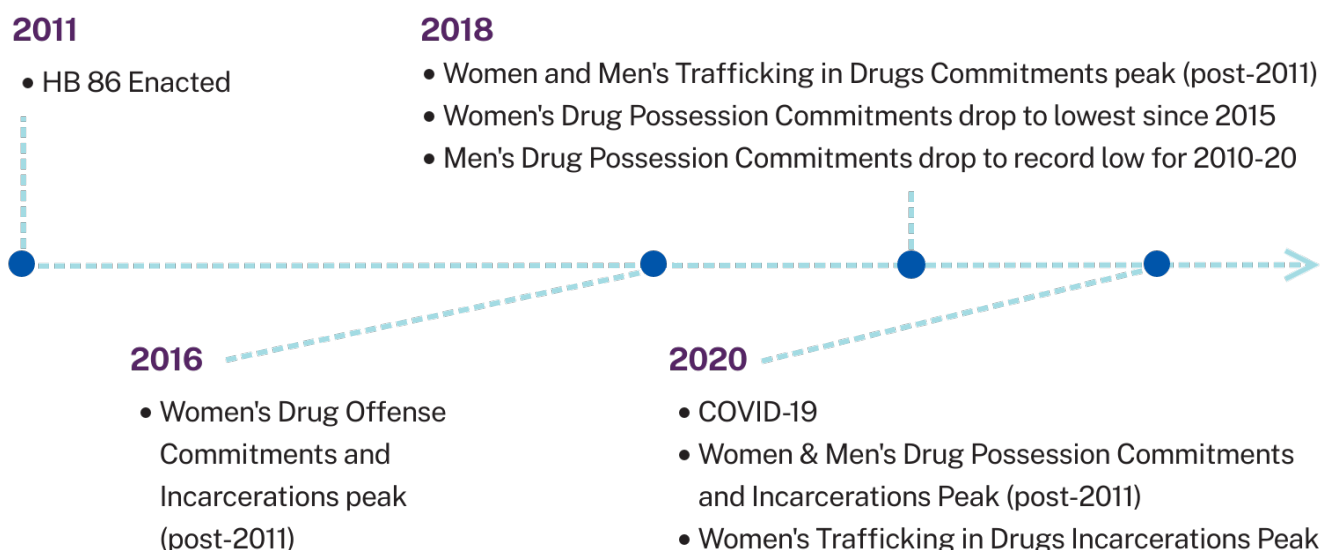 2011
• HB 86 Enacted
2018
• Women and Men's Trafficking in Drugs Commitments peak (post-2011)
• Women's Drug Possession Commitments drop to lowest since 2015
• Men's Drug Possession Commitments drop to record low for 2010-20
2016
• Women's Drug Offense
Commitments and
Incarcerations peak
(post-2011)
2020
• COVID-19
• Women & Men's Drug Possession Commitments
and Incarcerations Peak (post-2011)
• Women's Trafficking in Drugs Incarcerations Peak